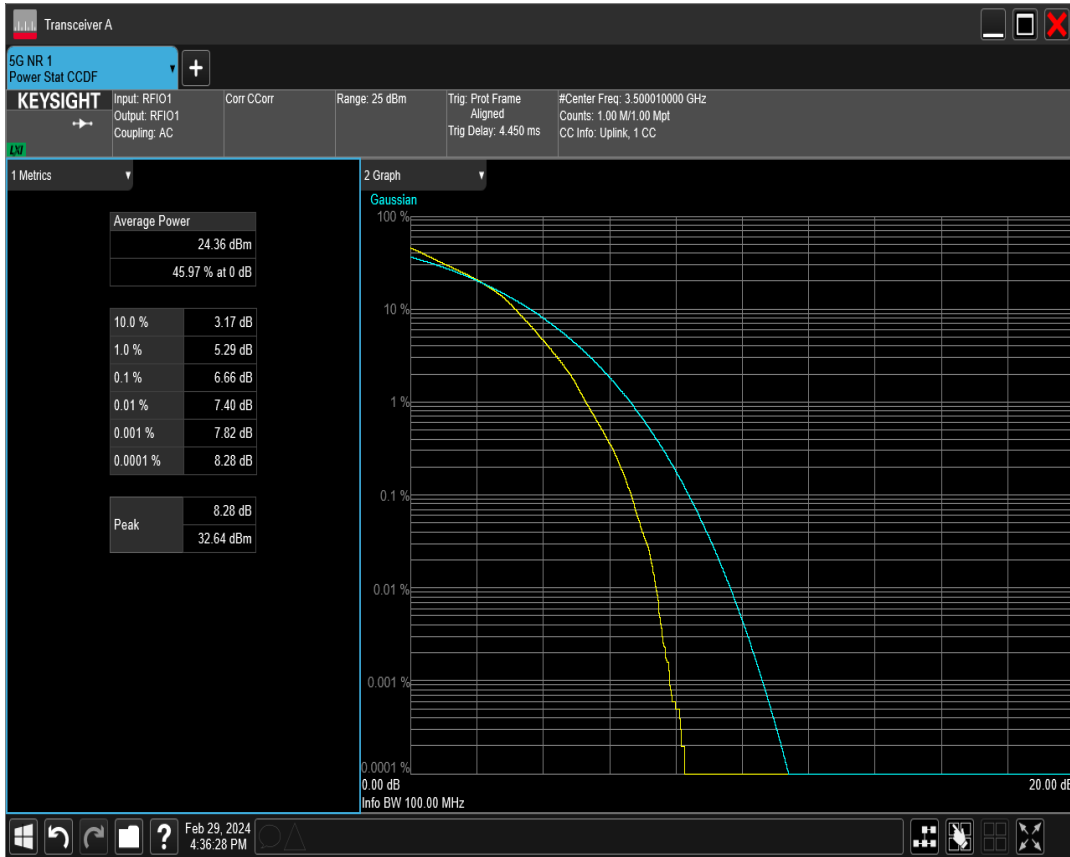 Transceiver A
5G NR 1
Power Stat CCDF
+
KEYSIGHT
LXI
Input: RFIO1
Output: RFIO1
Coupling: AC
Corr CCorr
Range: 25 dBm
Trig: Prot Frame
Aligned
Trig Delay: 4.450 ms
#Center Freq: 3.500010000 GHz
Counts: 1.00 M/1.00 Mpt
CC Info: Uplink, 1 CC
1 Metrics
Average Power
24.36 dBm
45.97 % at 0 dB
10.0 % 3.17 dB
1.0 % 5.29 dB
0.1 % 6.66 dB
0.01 % 7.40 dB
0.001 % 7.82 dB
0.0001 % 8.28 dB
Peak
8.28 dB
32.64 dBm
2 Graph
Gaussian
100 %
10 %
1 %
0.1 %
0.01 %
0.001 %
0.0001 %
0.00 dB 20.00 dB
Info BW 100.00 MHz
?
Feb 29, 2024
4:36:28 PM